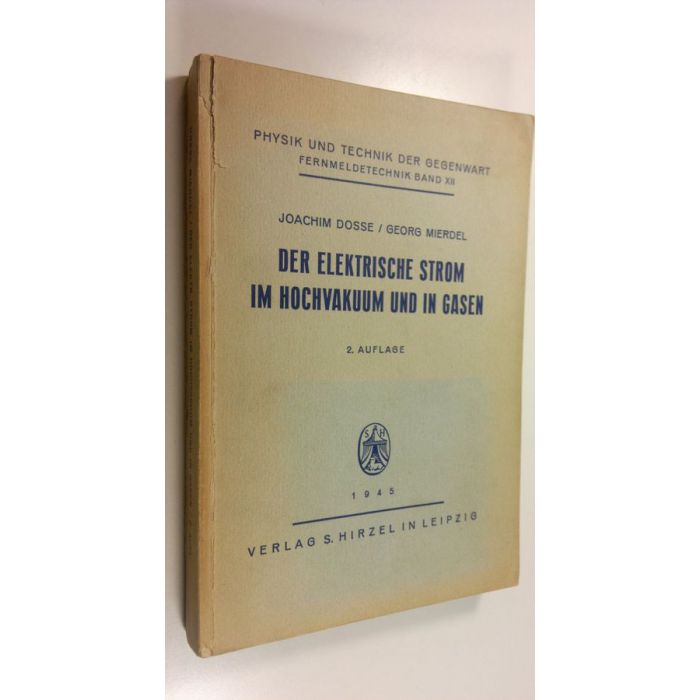 PHYSIK UND TECHNIK DER GEGENWART
FERNMELDETECHNIK BAND XII
JOACHIM DOSSE / GEORG MIERDEL
DER ELEKTRISCHE STROM
IM HOCHVAKUUM UND IN GASEN
2. AUFLAGE
S H
1945
VERLAG S. HIRZEL IN LEIPZIG